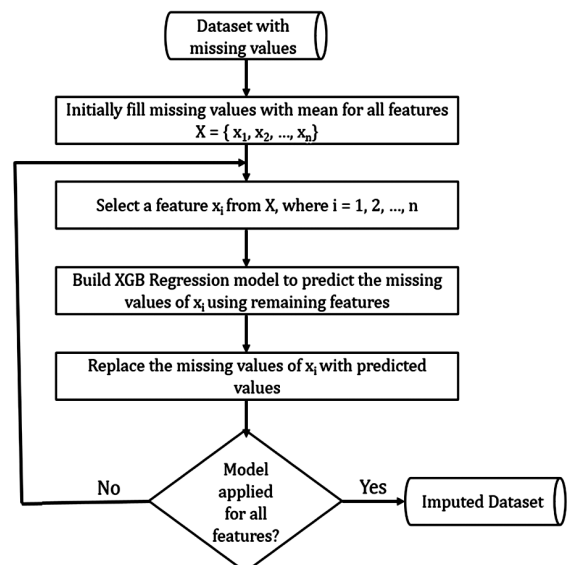 Dataset with
missing values
Initially fill missing values with mean for all features
X = { x₁, x₂, ..., xₙ}
Select a feature xᵢ from X, where i = 1, 2, ..., n
Build XGB Regression model to predict the missing
values of xᵢ using remaining features
Replace the missing values of xᵢ with predicted
values
Model
applied
for all
features?
No
Yes
Imputed Dataset